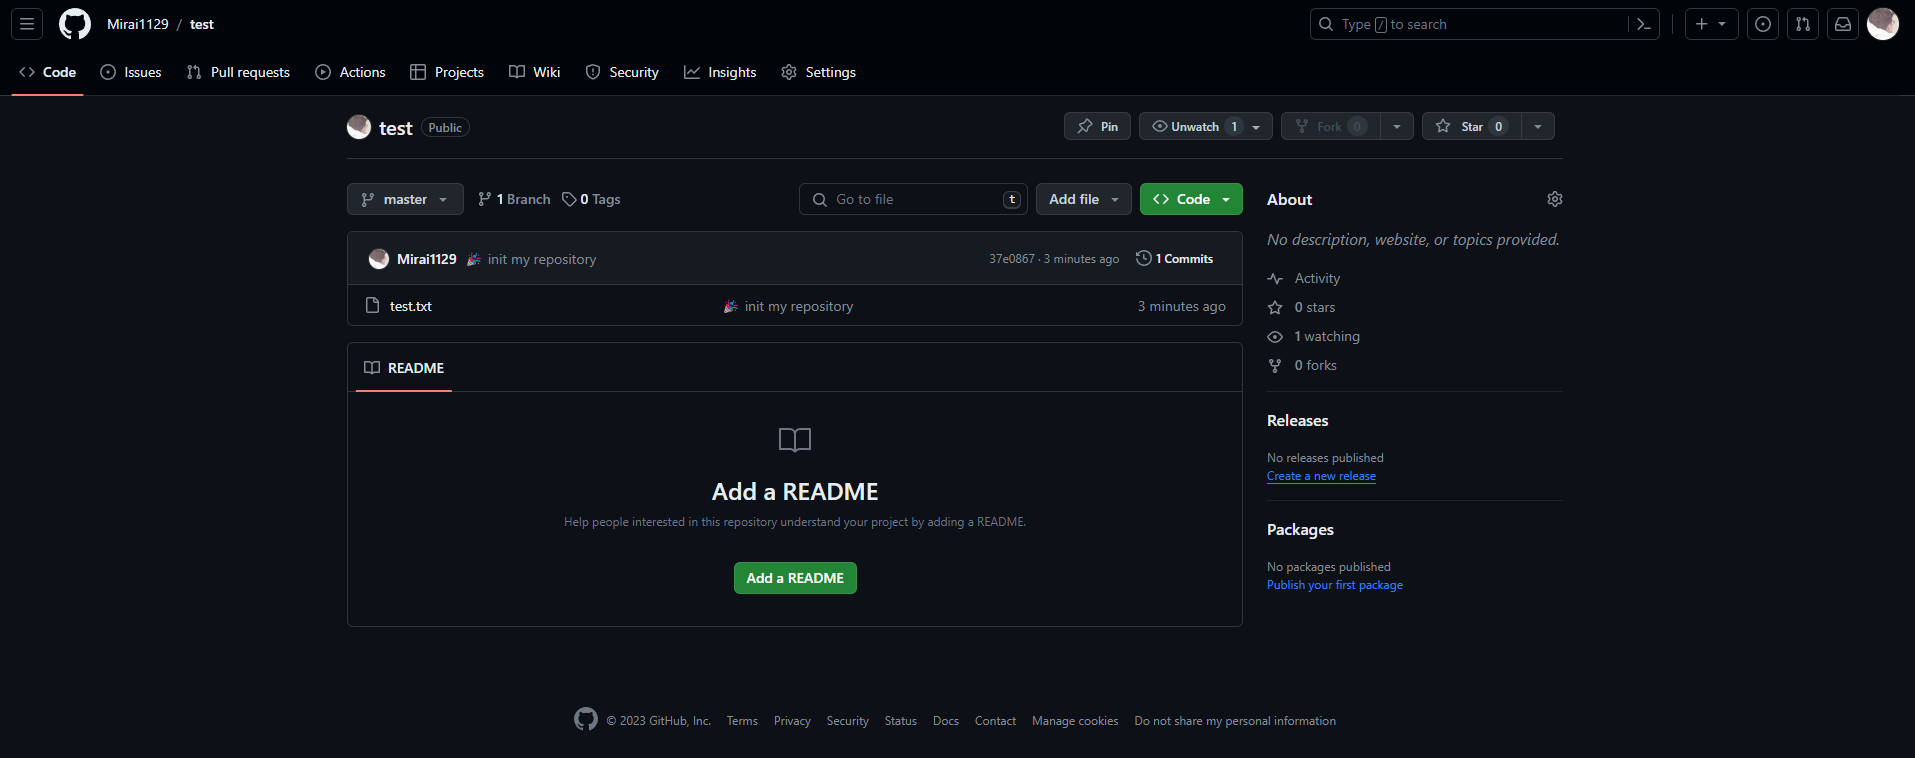 Mirai1129 / test
Type / to search
Code Issues Pull requests Actions Projects Wiki Security Insights Settings
test Public
Pin Unwatch 1 Fork 0 Star 0
master 1 Branch 0 Tags Go to file t Add file Code
Mirai1129 🎉 init my repository 37e0867 · 3 minutes ago 1 Commits
test.txt 🎉 init my repository 3 minutes ago
README
Add a README
Help people interested in this repository understand your project by adding a README.
Add a README
About
No description, website, or topics provided.
Activity
0 stars
1 watching
0 forks
Releases
No releases published
Create a new release
Packages
No packages published
Publish your first package
© 2023 GitHub, Inc. Terms Privacy Security Status Docs Contact Manage cookies Do not share my personal information